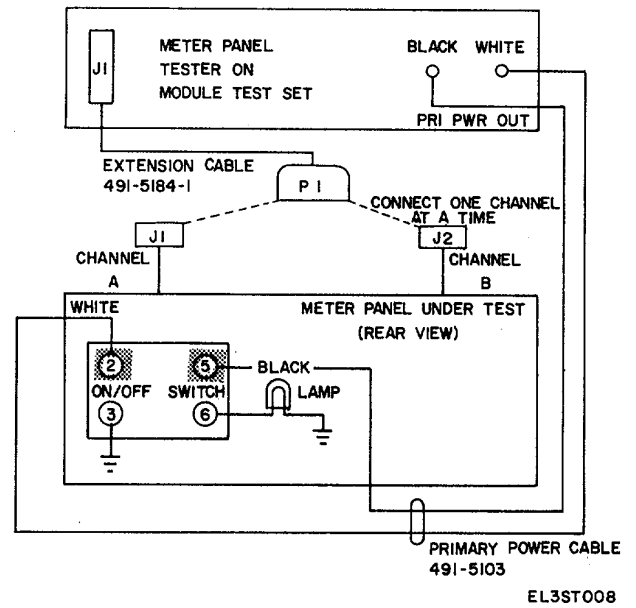 J1
METER PANEL
TESTER ON
MODULE TEST SET
BLACK WHITE
PRI PWR OUT
EXTENSION CABLE
491-5184-1
P1
CONNECT ONE CHANNEL
AT A TIME
J1
J2
CHANNEL
A
CHANNEL
B
WHITE
METER PANEL UNDER TEST
(REAR VIEW)
2
5
BLACK
ON/OFF SWITCH
LAMP
3
6
PRIMARY POWER CABLE
491-5103
EL3ST008